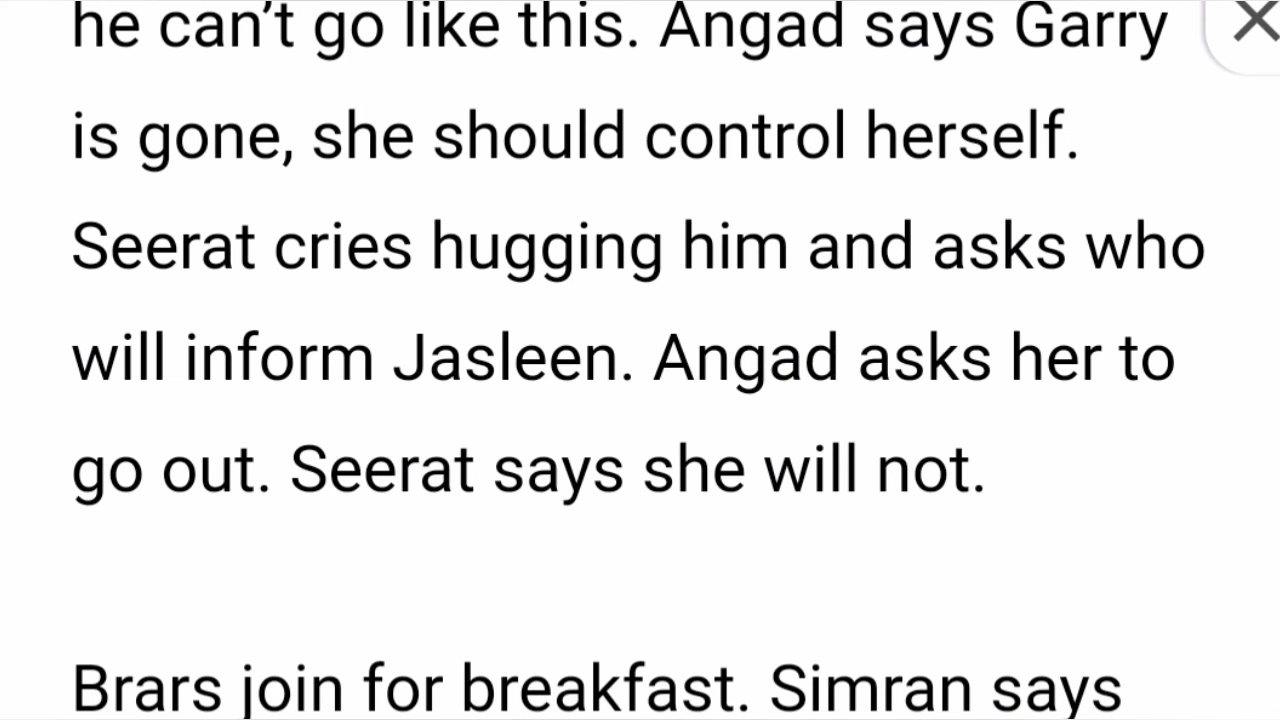 he can’t go like this. Angad says Garry
is gone, she should control herself.
Seerat cries hugging him and asks who
will inform Jasleen. Angad asks her to
go out. Seerat says she will not.
Brars join for breakfast. Simran says